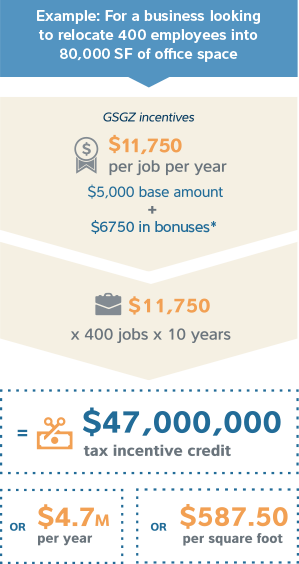 Example: For a business looking
to relocate 400 employees into
80,000 SF of office space
GSGZ incentives
$
$11,750
per job per year
$5,000 base amount
+
$6750 in bonuses*
$11,750
x 400 jobs x 10 years
= $47,000,000
tax incentive credit
OR $4.7M
per year
OR $587.50
per square foot